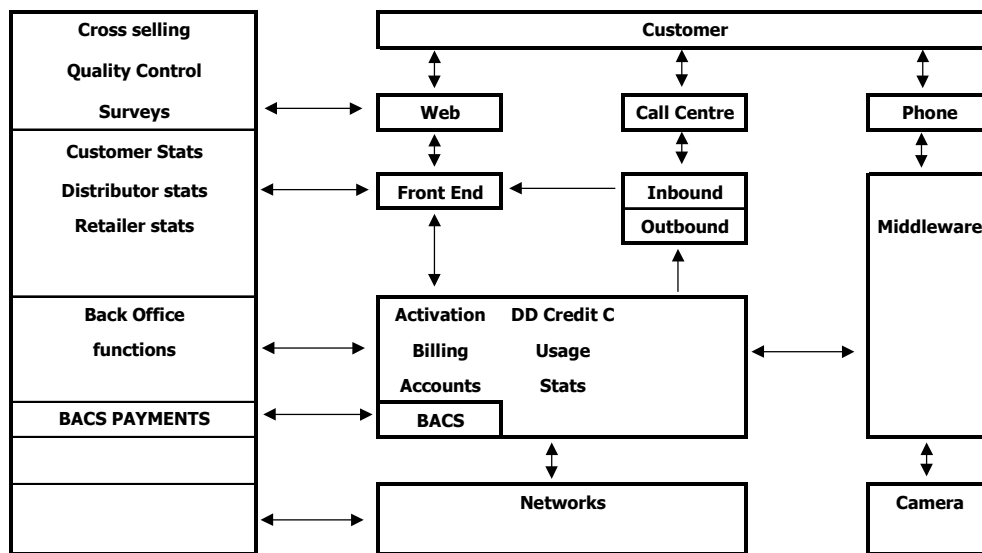 Cross selling
Quality Control
Surveys
Customer Stats
Distributor stats
Retailer stats
Back Office
functions
BACS PAYMENTS
Customer
Web
Call Centre
Phone
Front End
Inbound
Outbound
Middleware
Activation DD Credit C
Billing Usage
Accounts Stats
BACS
Networks
Camera